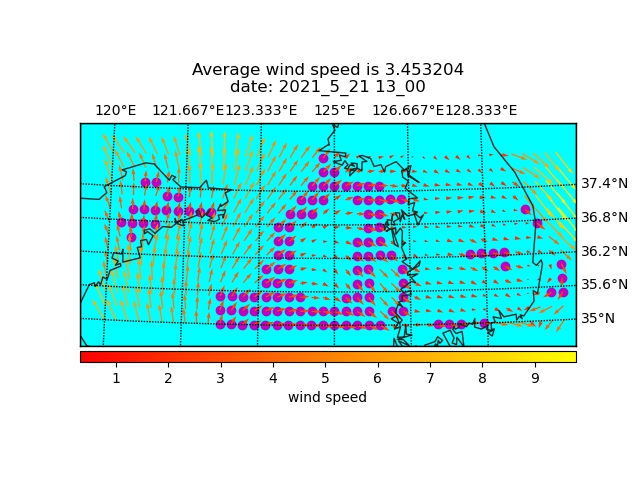 Average wind speed is 3.453204
date: 2021_5_21 13_00
120°E 121.667°E 123.333°E 125°E 126.667°E 128.333°E
37.4°N
36.8°N
36.2°N
35.6°N
35°N
1 2 3 4 5 6 7 8 9
wind speed